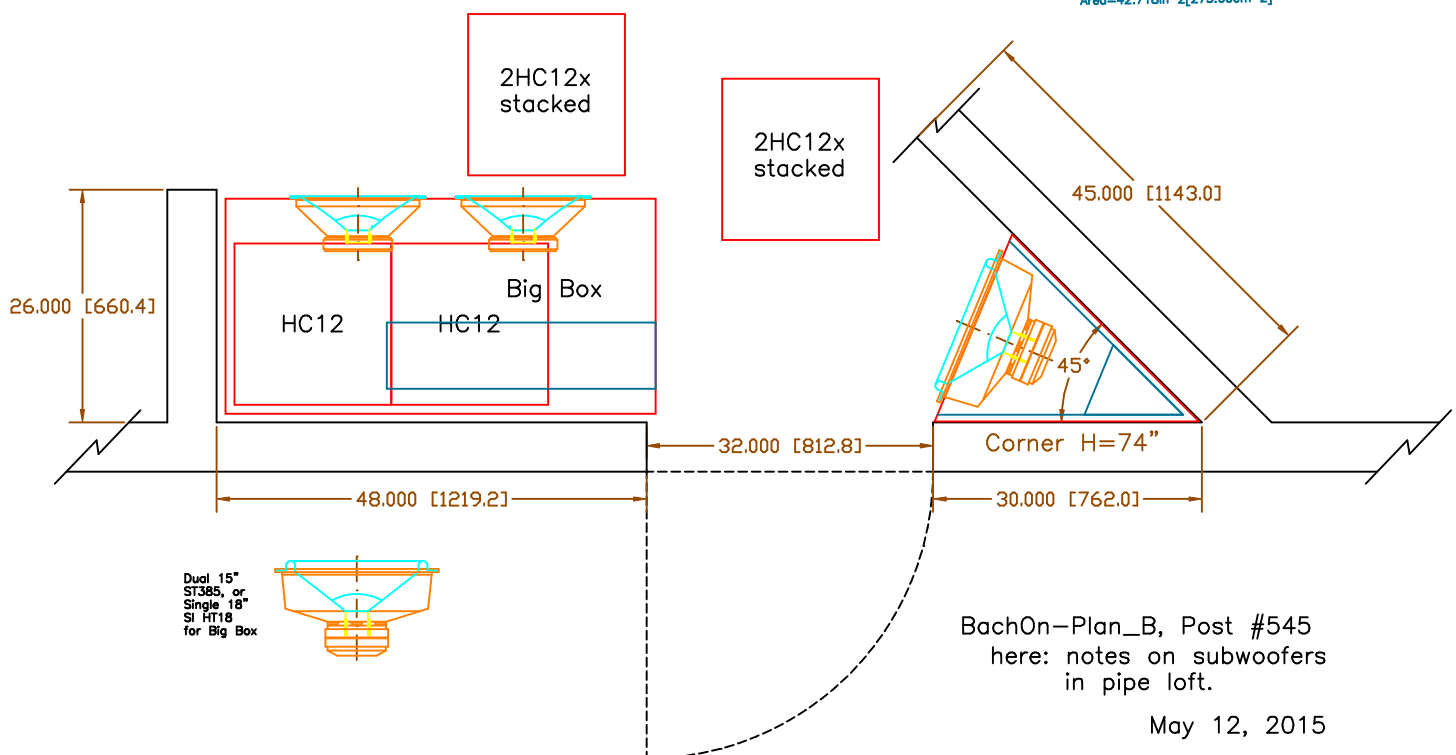 2HC12x
stacked
2HC12x
stacked
45.000 [1143.0]
26.000 [660.4]
Big Box
HC12
HC12
45°
32.000 [812.8]
Corner H=74”
48.000 [1219.2]
30.000 [762.0]
Dual 15”
ST385, or
Single 18”
SI HT18
for Big Box
BachOn-Plan_B, Post #545
here: notes on subwoofers
in pipe loft.
May 12, 2015